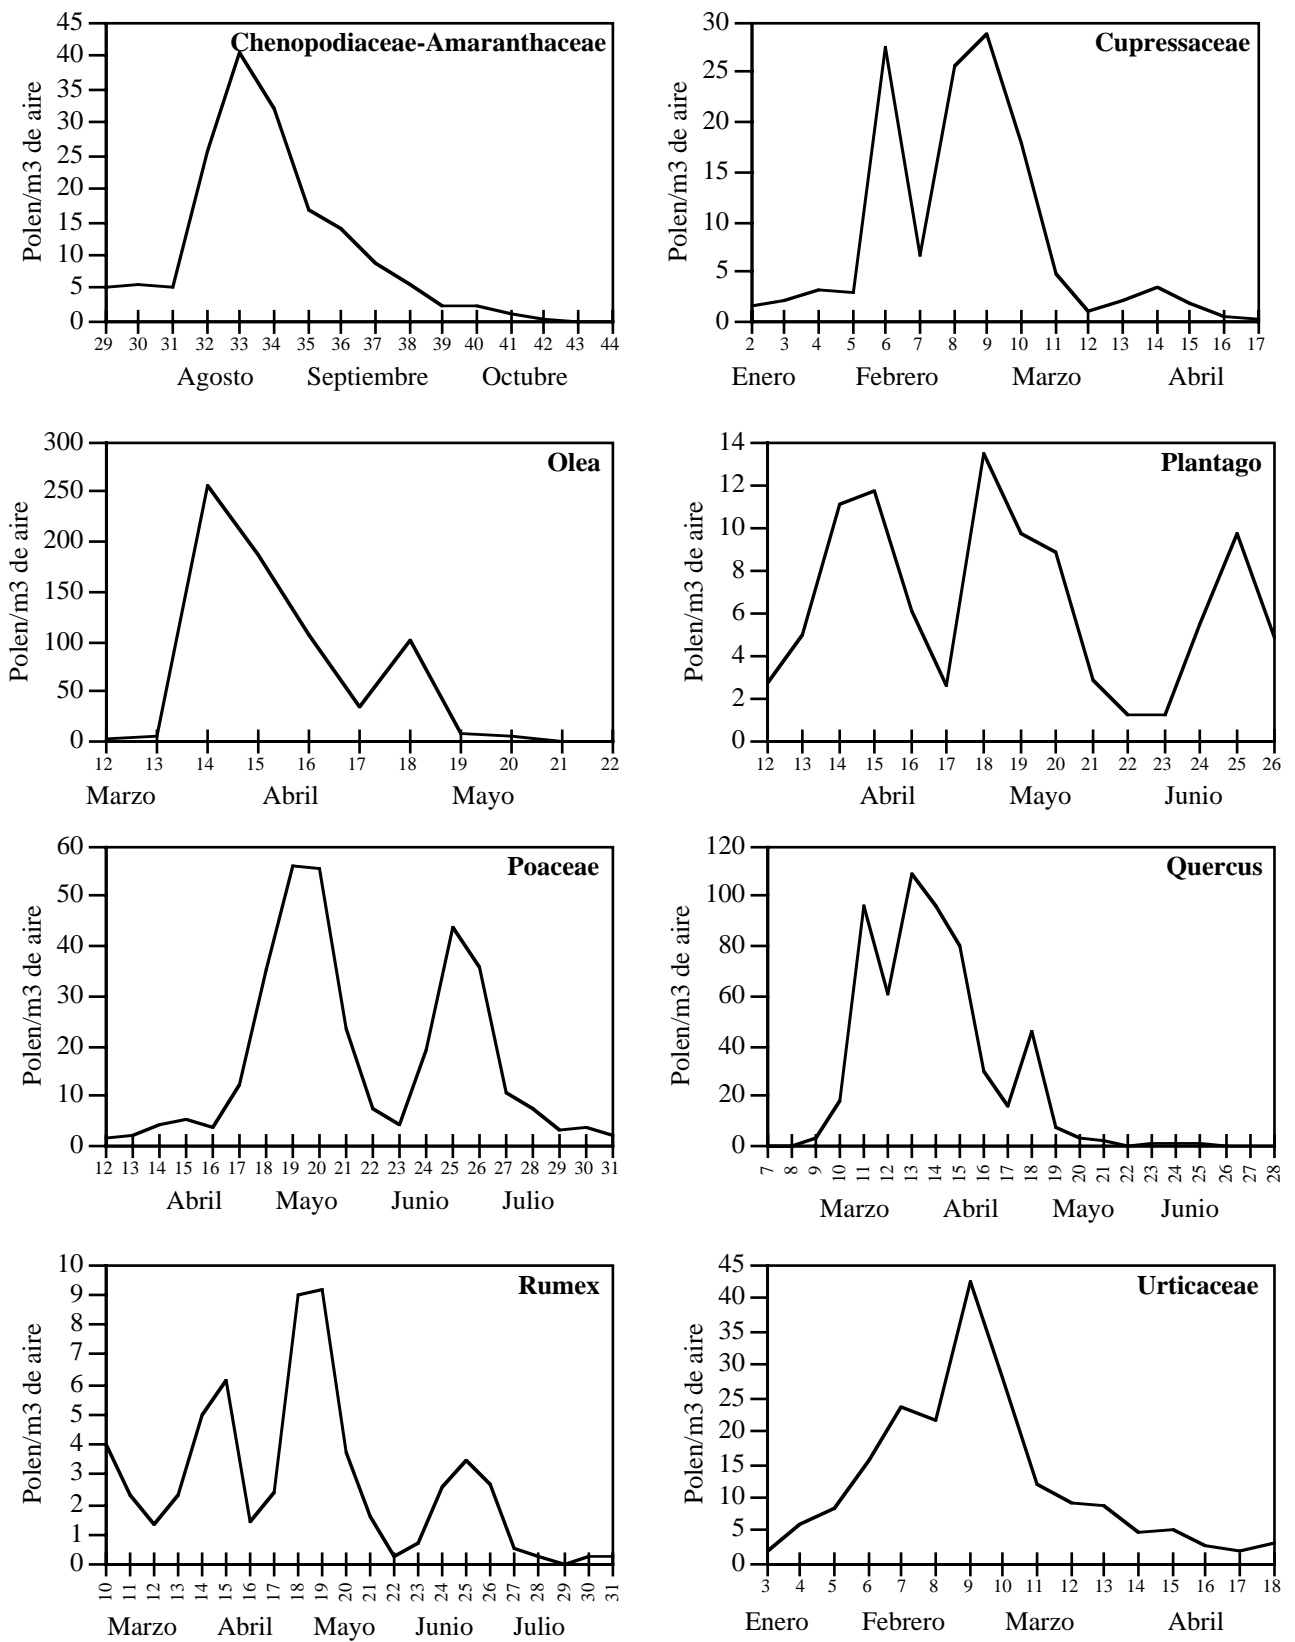 Chenopodiaceae-Amaranthaceae
Polen/m3 de aire
45
40
35
30
25
20
15
10
5
0
29 30 31 32 33 34 35 36 37 38 39 40 41 42 43 44
Agosto Septiembre Octubre
Cupressaceae
Polen/m3 de aire
30
25
20
15
10
5
0
2 3 4 5 6 7 8 9 10 11 12 13 14 15 16 17
Enero Febrero Marzo Abril
Olea
Polen/m3 de aire
300
250
200
150
100
50
0
12 13 14 15 16 17 18 19 20 21 22
Marzo Abril Mayo
Plantago
Polen/m3 de aire
14
12
10
8
6
4
2
0
12 13 14 15 16 17 18 19 20 21 22 23 24 25 26
Abril Mayo Junio
Poaceae
Polen/m3 de aire
60
50
40
30
20
10
0
12 13 14 15 16 17 18 19 20 21 22 23 24 25 26 27 28 29 30 31
Abril Mayo Junio Julio
Quercus
Polen/m3 de aire
120
100
80
60
40
20
0
7 8 9 10 11 12 13 14 15 16 17 18 19 20 21 22 23 24 25 26 27 28
Marzo Abril Mayo Junio
Rumex
Polen/m3 de aire
10
9
8
7
6
5
4
3
2
1
0
10 11 12 13 14 15 16 17 18 19 20 21 22 23 24 25 26 27 28 29 30 31
Marzo Abril Mayo Junio Julio
Urticaceae
Polen/m3 de aire
45
40
35
30
25
20
15
10
5
0
3 4 5 6 7 8 9 10 11 12 13 14 15 16 17 18
Enero Febrero Marzo Abril